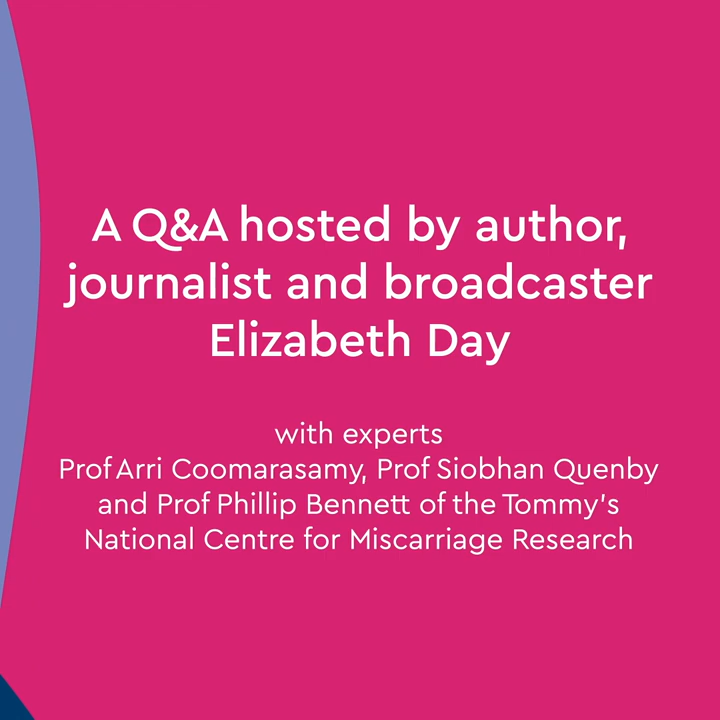 A Q&A hosted by author,
journalist and broadcaster
Elizabeth Day
with experts
Prof Arri Coomarasamy, Prof Siobhan Quenby
and Prof Phillip Bennett of the Tommy's
National Centre for Miscarriage Research